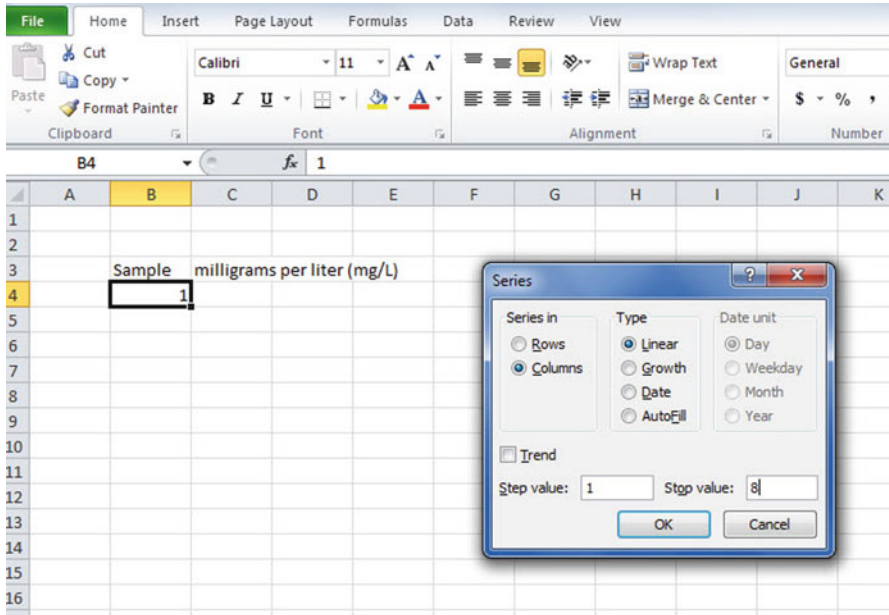 File Home Insert Page Layout Formulas Data Review View
Cut
Copy
Paste
Format Painter
Calibri 11 A A
B I U A
Wrap Text
Merge & Center
General
$ % ,
Clipboard Font Alignment Number
B4 fx 1
A B C D E F G H I J K
1
2
3 Sample milligrams per liter (mg/L)
4 1
5
6
7
8
9
10
11
12
13
14
15
16
Series
?
Series in Type Date unit
Rows Linear Day
Columns Growth Weekday
Date Month
AutoFill Year
Trend
Step value: 1 Stop value: 8
OK Cancel